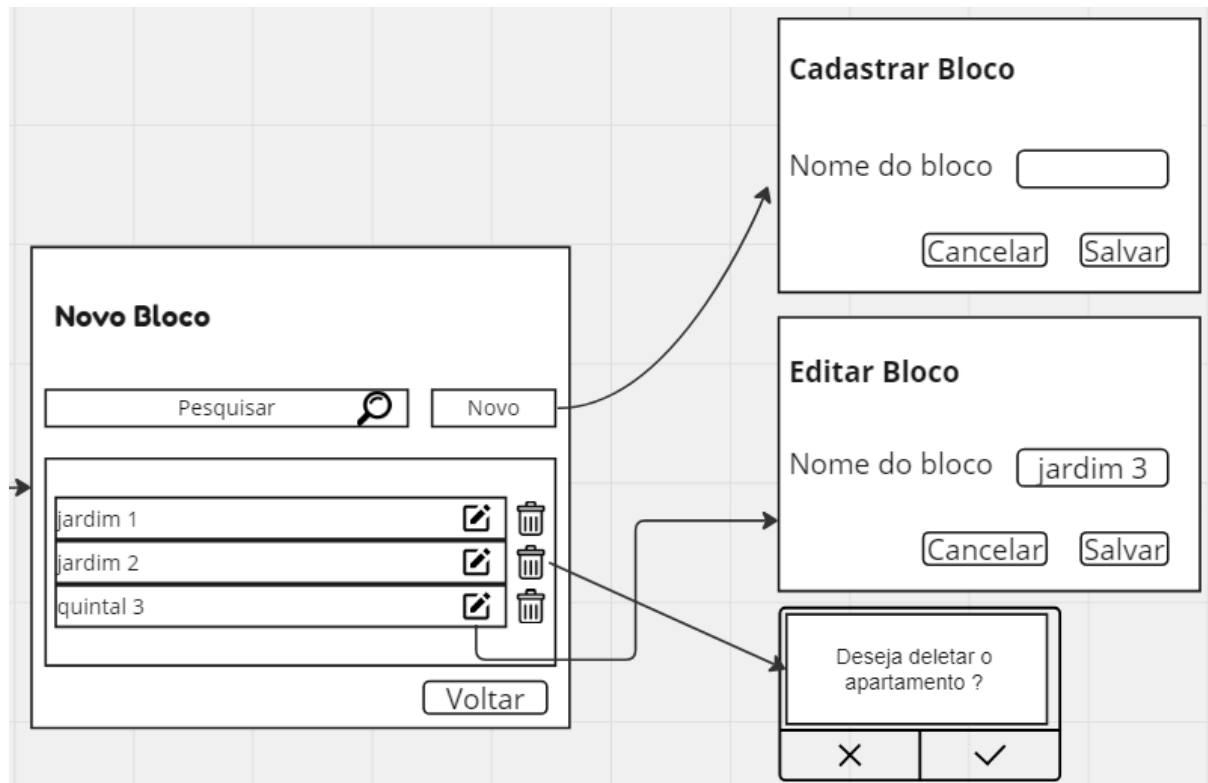 Cadastrar Bloco
Nome do bloco
Cancelar Salvar
Novo Bloco
Pesquisar Novo
jardim 1
jardim 2
quintal 3
Voltar
Editar Bloco
Nome do bloco jardim 3
Cancelar Salvar
Deseja deletar o
apartamento ?